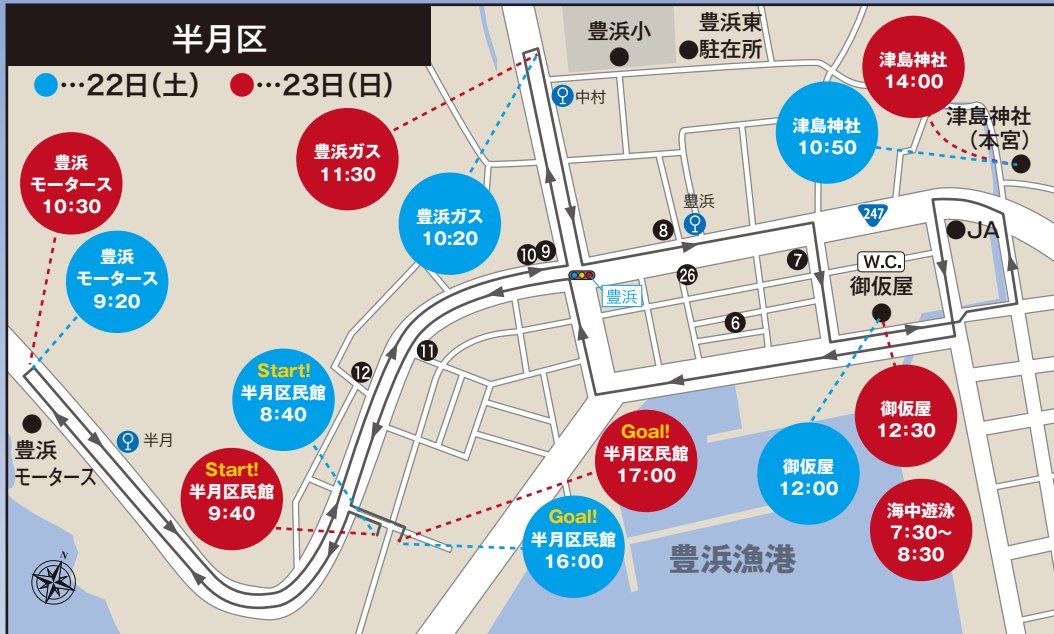 半月区
●…22日(土) ●…23日(日)
豊浜小
豊浜東
駐在所
中村
津島神社
14:00
津島神社
10:50
津島神社
(本宮)
豊浜
モータース
10:30
豊浜ガス
11:30
豊浜ガス
10:20
豊浜
モータース
9:20
豊浜
247
JA
W.C.
御仮屋
豊浜
8
10
9
7
26
6
11
12
Start!
半月区民館
8:40
豊浜
モータース
半月
Start!
半月区民館
9:40
Goal!
半月区民館
17:00
Goal!
半月区民館
16:00
御仮屋
12:30
御仮屋
12:00
海中遊泳
7:30~
8:30
豊浜漁港
N